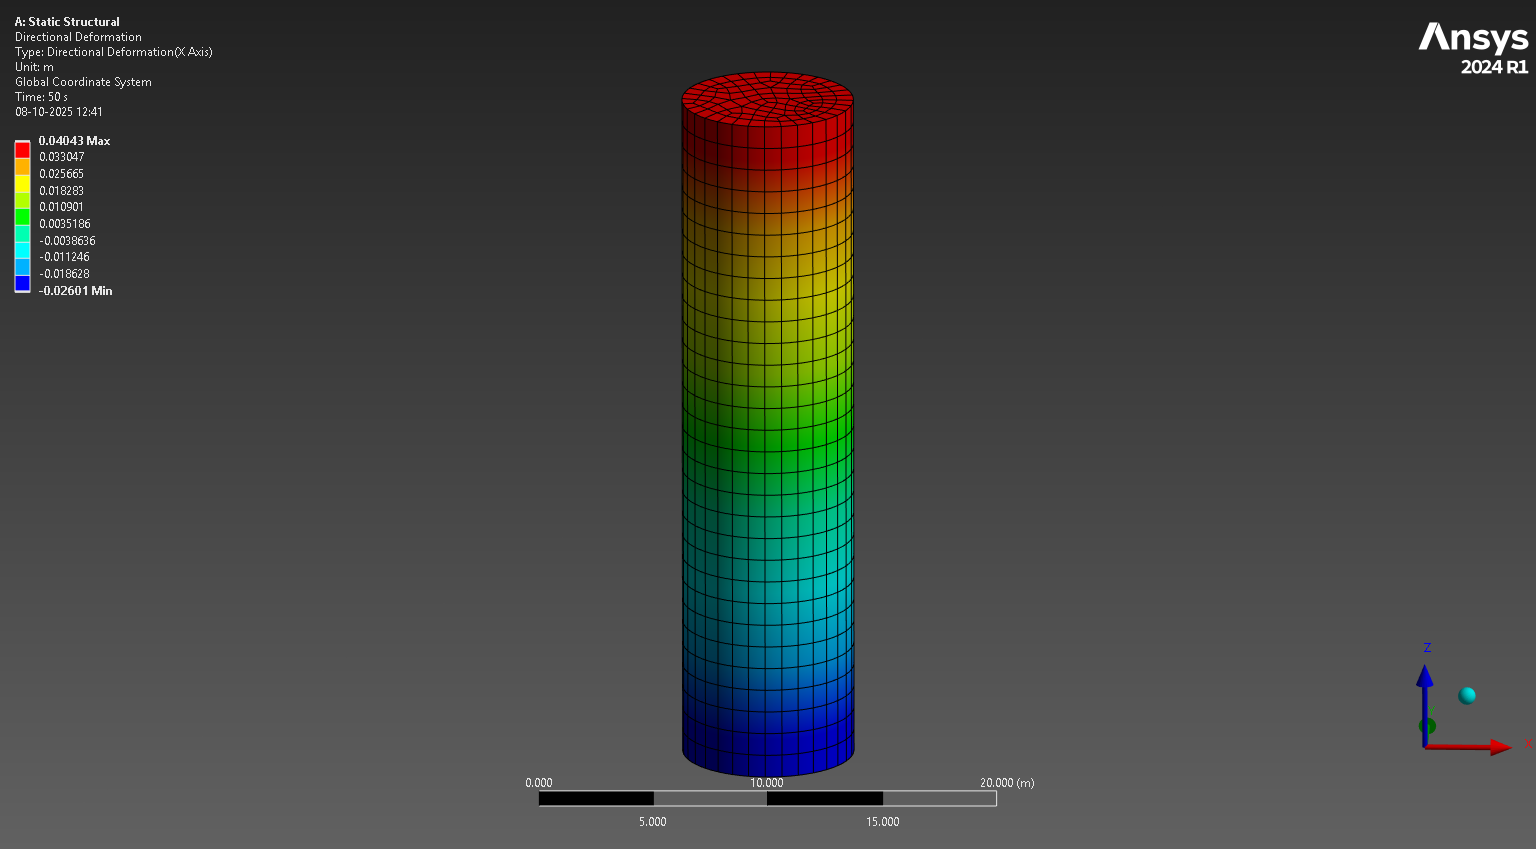 A: Static Structural
Directional Deformation
Type: Directional Deformation(X Axis)
Unit: m
Global Coordinate System
Time: 50 s
08-10-2025 12:41
0.04043 Max
0.033047
0.025665
0.018283
0.010901
0.0035186
-0.0038636
-0.011246
-0.018628
-0.02601 Min
Ansys
2024 R1
Z
Y
X
0.000 10.000 20.000 (m)
5.000 15.000